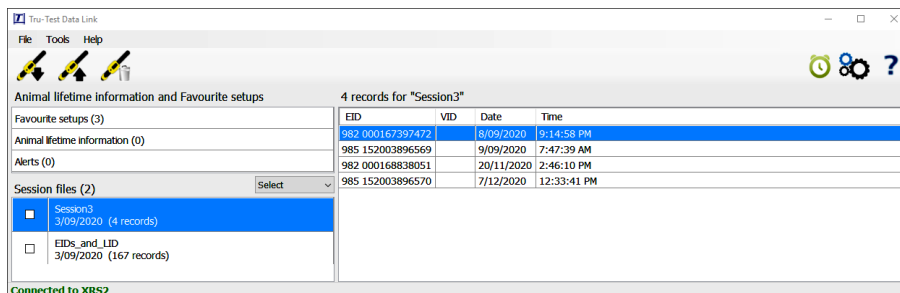 Tru-Test Data Link
File Tools Help
Animal lifetime information and Favourite setups
Favourite setups (3)
Animal lifetime information (0)
Alerts (0)
Session files (2) Select
Session3
3/09/2020 (4 records)
EIDs_and_LID
3/09/2020 (167 records)
4 records for "Session3"
EID VID Date Time
982 000167397472 8/09/2020 9:14:58 PM
985 152003896569 9/09/2020 7:47:39 AM
982 000168838051 20/11/2020 2:46:10 PM
985 152003896570 7/12/2020 12:33:41 PM
Connected to XRS2